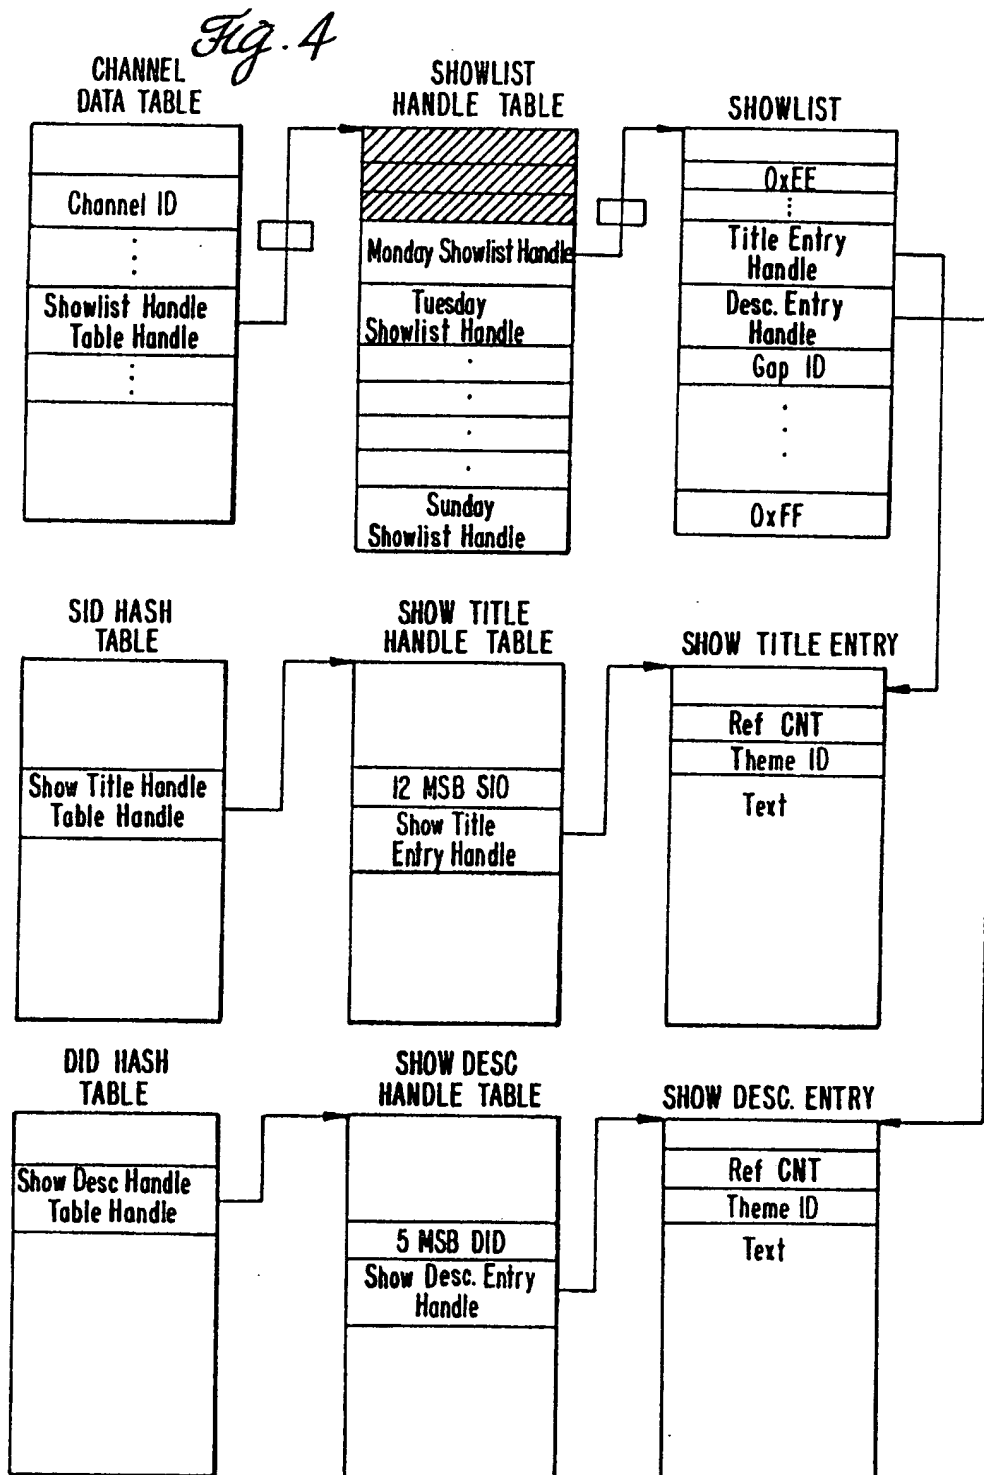 Fig. 4
CHANNEL
DATA TABLE
Channel ID
Showlist Handle
Table Handle
SHOWLIST
HANDLE TABLE
Monday Showlist Handle
Tuesday
Showlist Handle
Sunday
Showlist Handle
SHOWLIST
0xEE
Title Entry
Handle
Desc. Entry
Handle
Gap ID
0xFF
SID HASH
TABLE
Show Title Handle
Table Handle
SHOW TITLE
HANDLE TABLE
12 MSB SIO
Show Title
Entry Handle
SHOW TITLE ENTRY
Ref CNT
Theme ID
Text
DID HASH
TABLE
Show Desc Handle
Table Handle
SHOW DESC
HANDLE TABLE
5 MSB DID
Show Desc. Entry
Handle
SHOW DESC. ENTRY
Ref CNT
Theme ID
Text